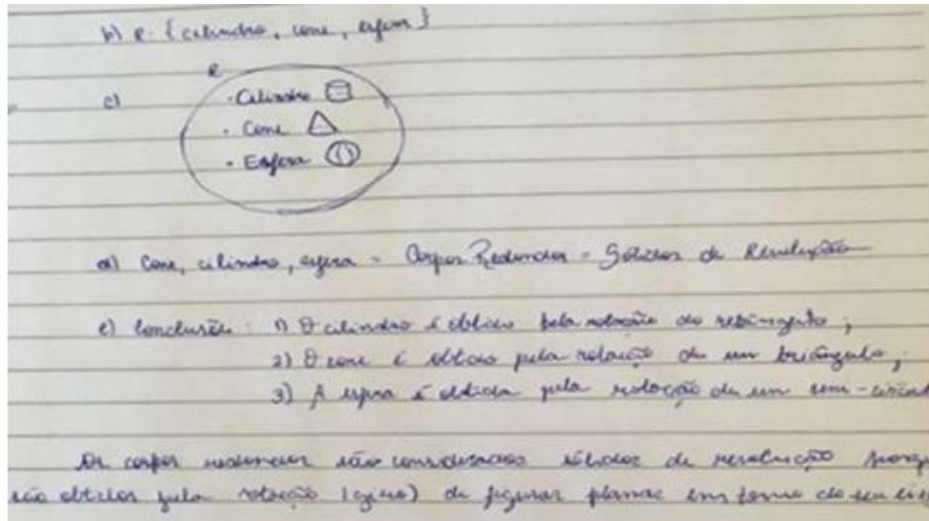 b) R = {cilindro, cone, esfera}
R
c) • Cilindro
• Cone
• Esfera
d) Cone, cilindro, esfera = Corpos Redondos = Sólidos de Revolução
e) Conclusão: 1) O cilindro é obtido pela rotação do retângulo;
2) O cone é obtido pela rotação de um triângulo;
3) A esfera é obtida pela rotação de um semi-
Os corpos redondos são considerados sólidos de revolução
são obtidos pela rotação (giro) de figuras planas em torno do seu